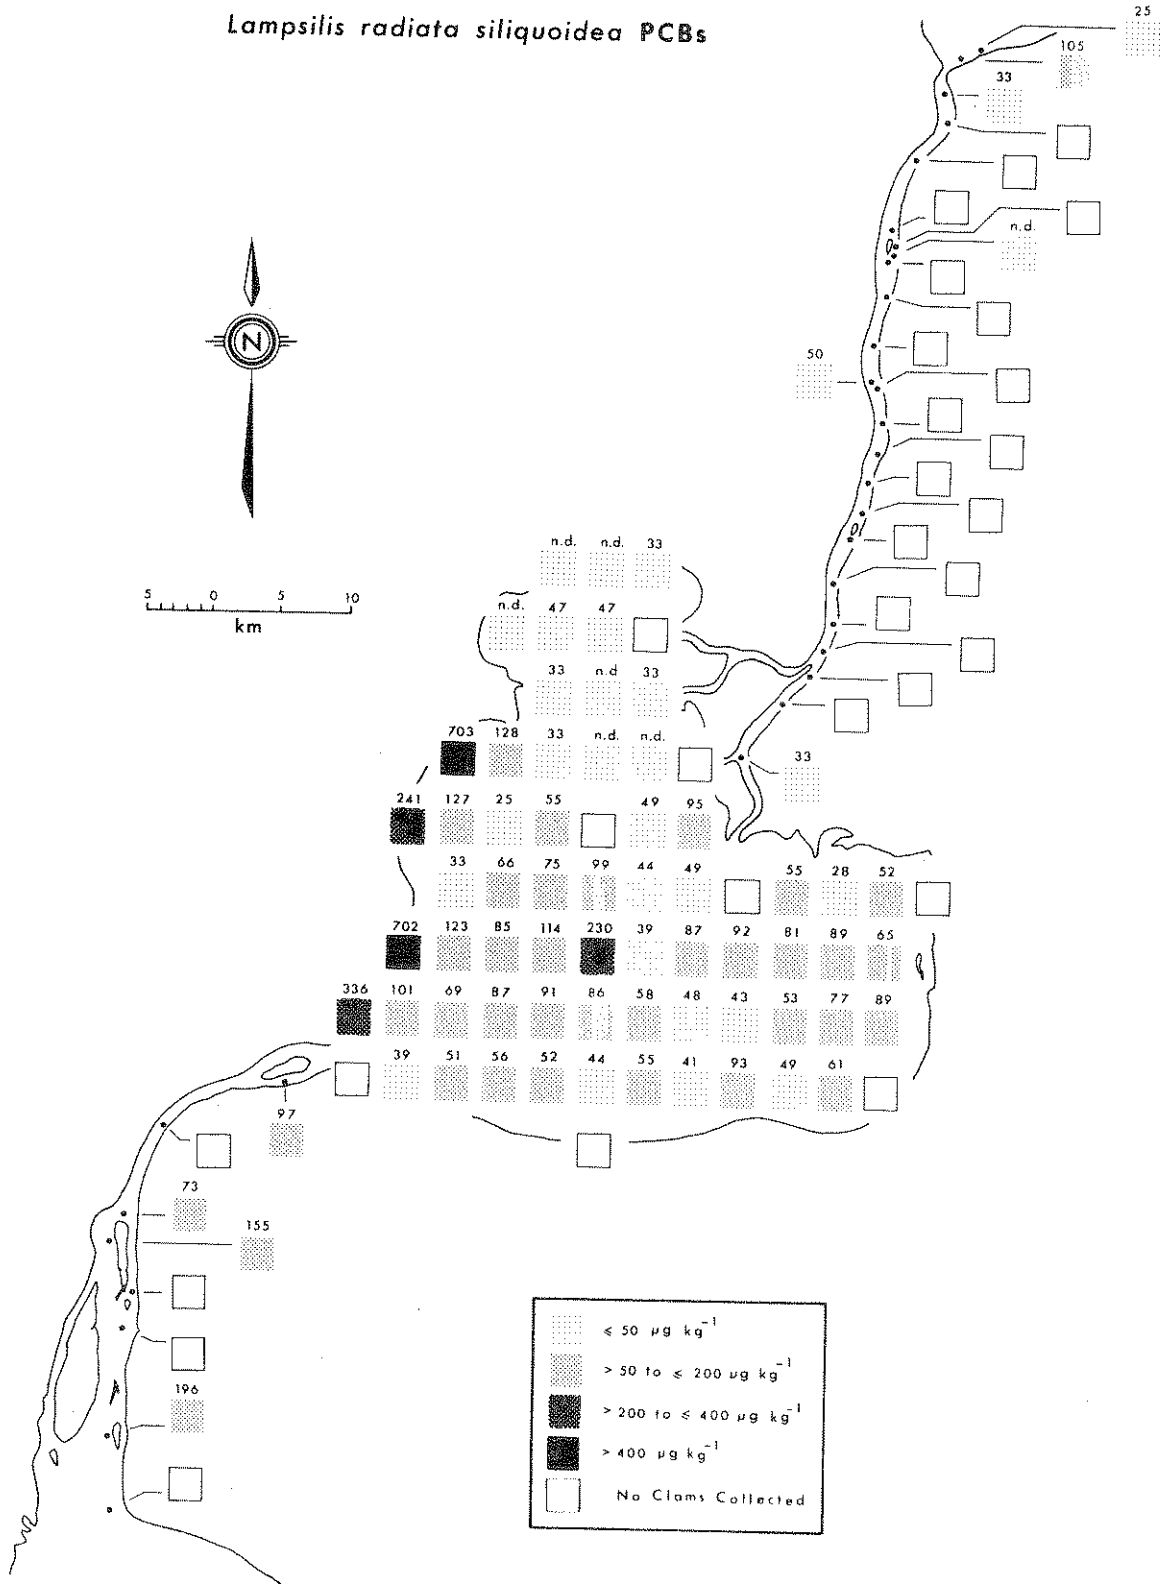 Lampsilis radiata siliquoidea PCBs
25
105
33
n.d.
50
N
5 0 5 10
km
n.d. n.d. 33
n.d. 47 47
33 n.d 33
703 128 33 n.d. n.d.
33
241 127 25 55 49 95
33 66 75 99 44 49 55 28 52
702 123 85 114 230 39 87 92 81 89 65
336 101 69 87 91 86 58 48 43 53 77 89
39 51 56 52 44 55 41 93 49 61
97
73
155
196
≤ 50 µg kg⁻¹
> 50 to ≤ 200 µg kg⁻¹
> 200 to ≤ 400 µg kg⁻¹
> 400 µg kg⁻¹
No Clams Collected